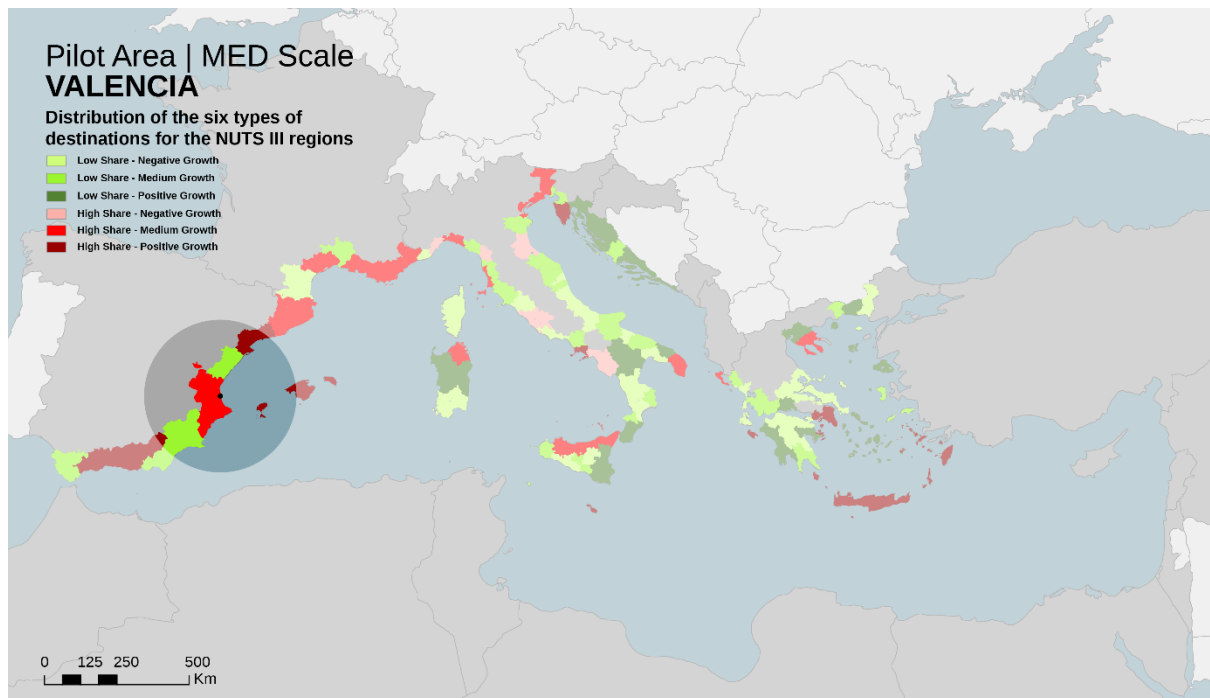 Pilot Area | MED Scale
VALENCIA
Distribution of the six types of
destinations for the NUTS III regions
Low Share - Negative Growth
Low Share - Medium Growth
Low Share - Positive Growth
High Share - Negative Growth
High Share - Medium Growth
High Share - Positive Growth
0 125 250 500
Km